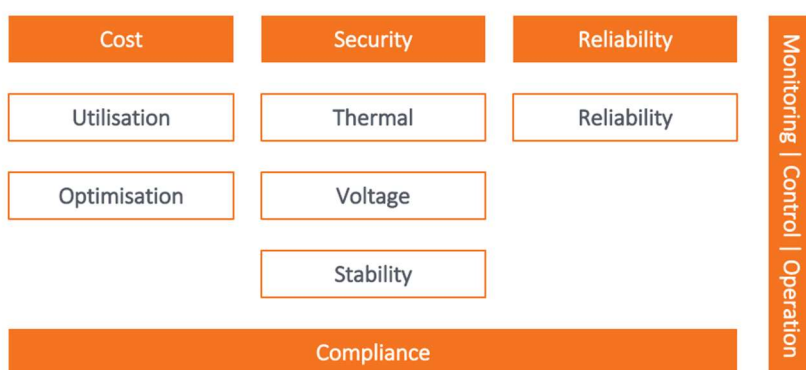 Cost
Security
Reliability
Utilisation
Thermal
Reliability
Optimisation
Voltage
Stability
Compliance
Monitoring | Control | Operation